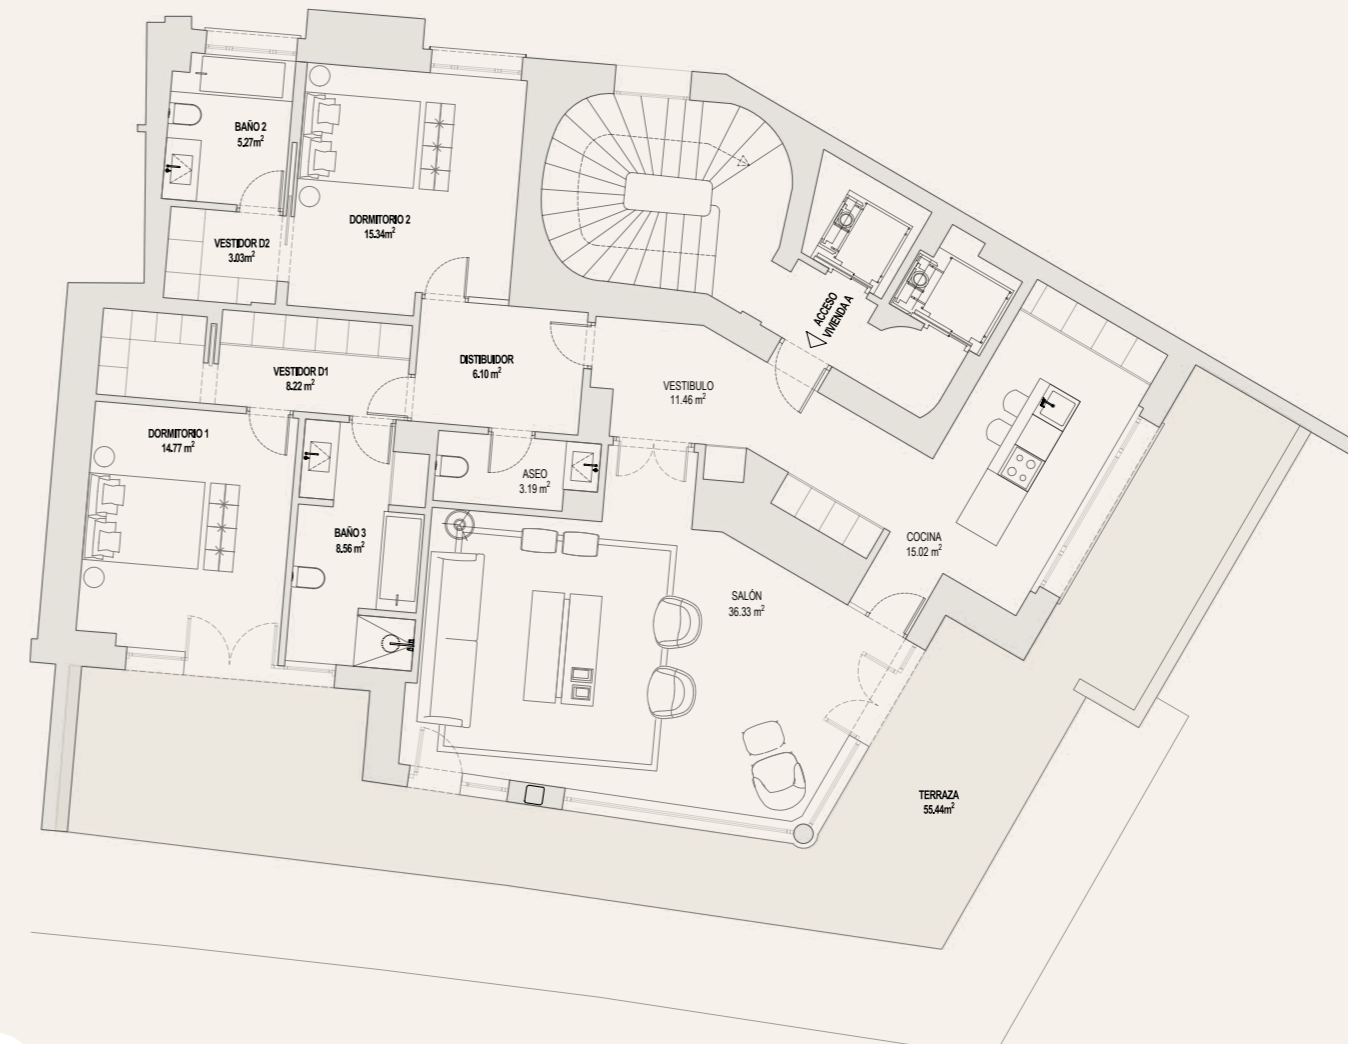 BAÑO 2
5,27m²
DORMITORIO 2
15.34m²
VESTIDOR D2
3.03m²
ACCESO
VIVIENDA A
DISTIBUIDOR
6.10 m²
VESTIDOR D1
8.22 m²
VESTIBULO
11.46 m²
DORMITORIO 1
14.77 m²
ASEO
3.19 m²
BAÑO 3
8.56 m²
COCINA
15.02 m²
SALÓN
36.33 m²
TERRAZA
55.44m²